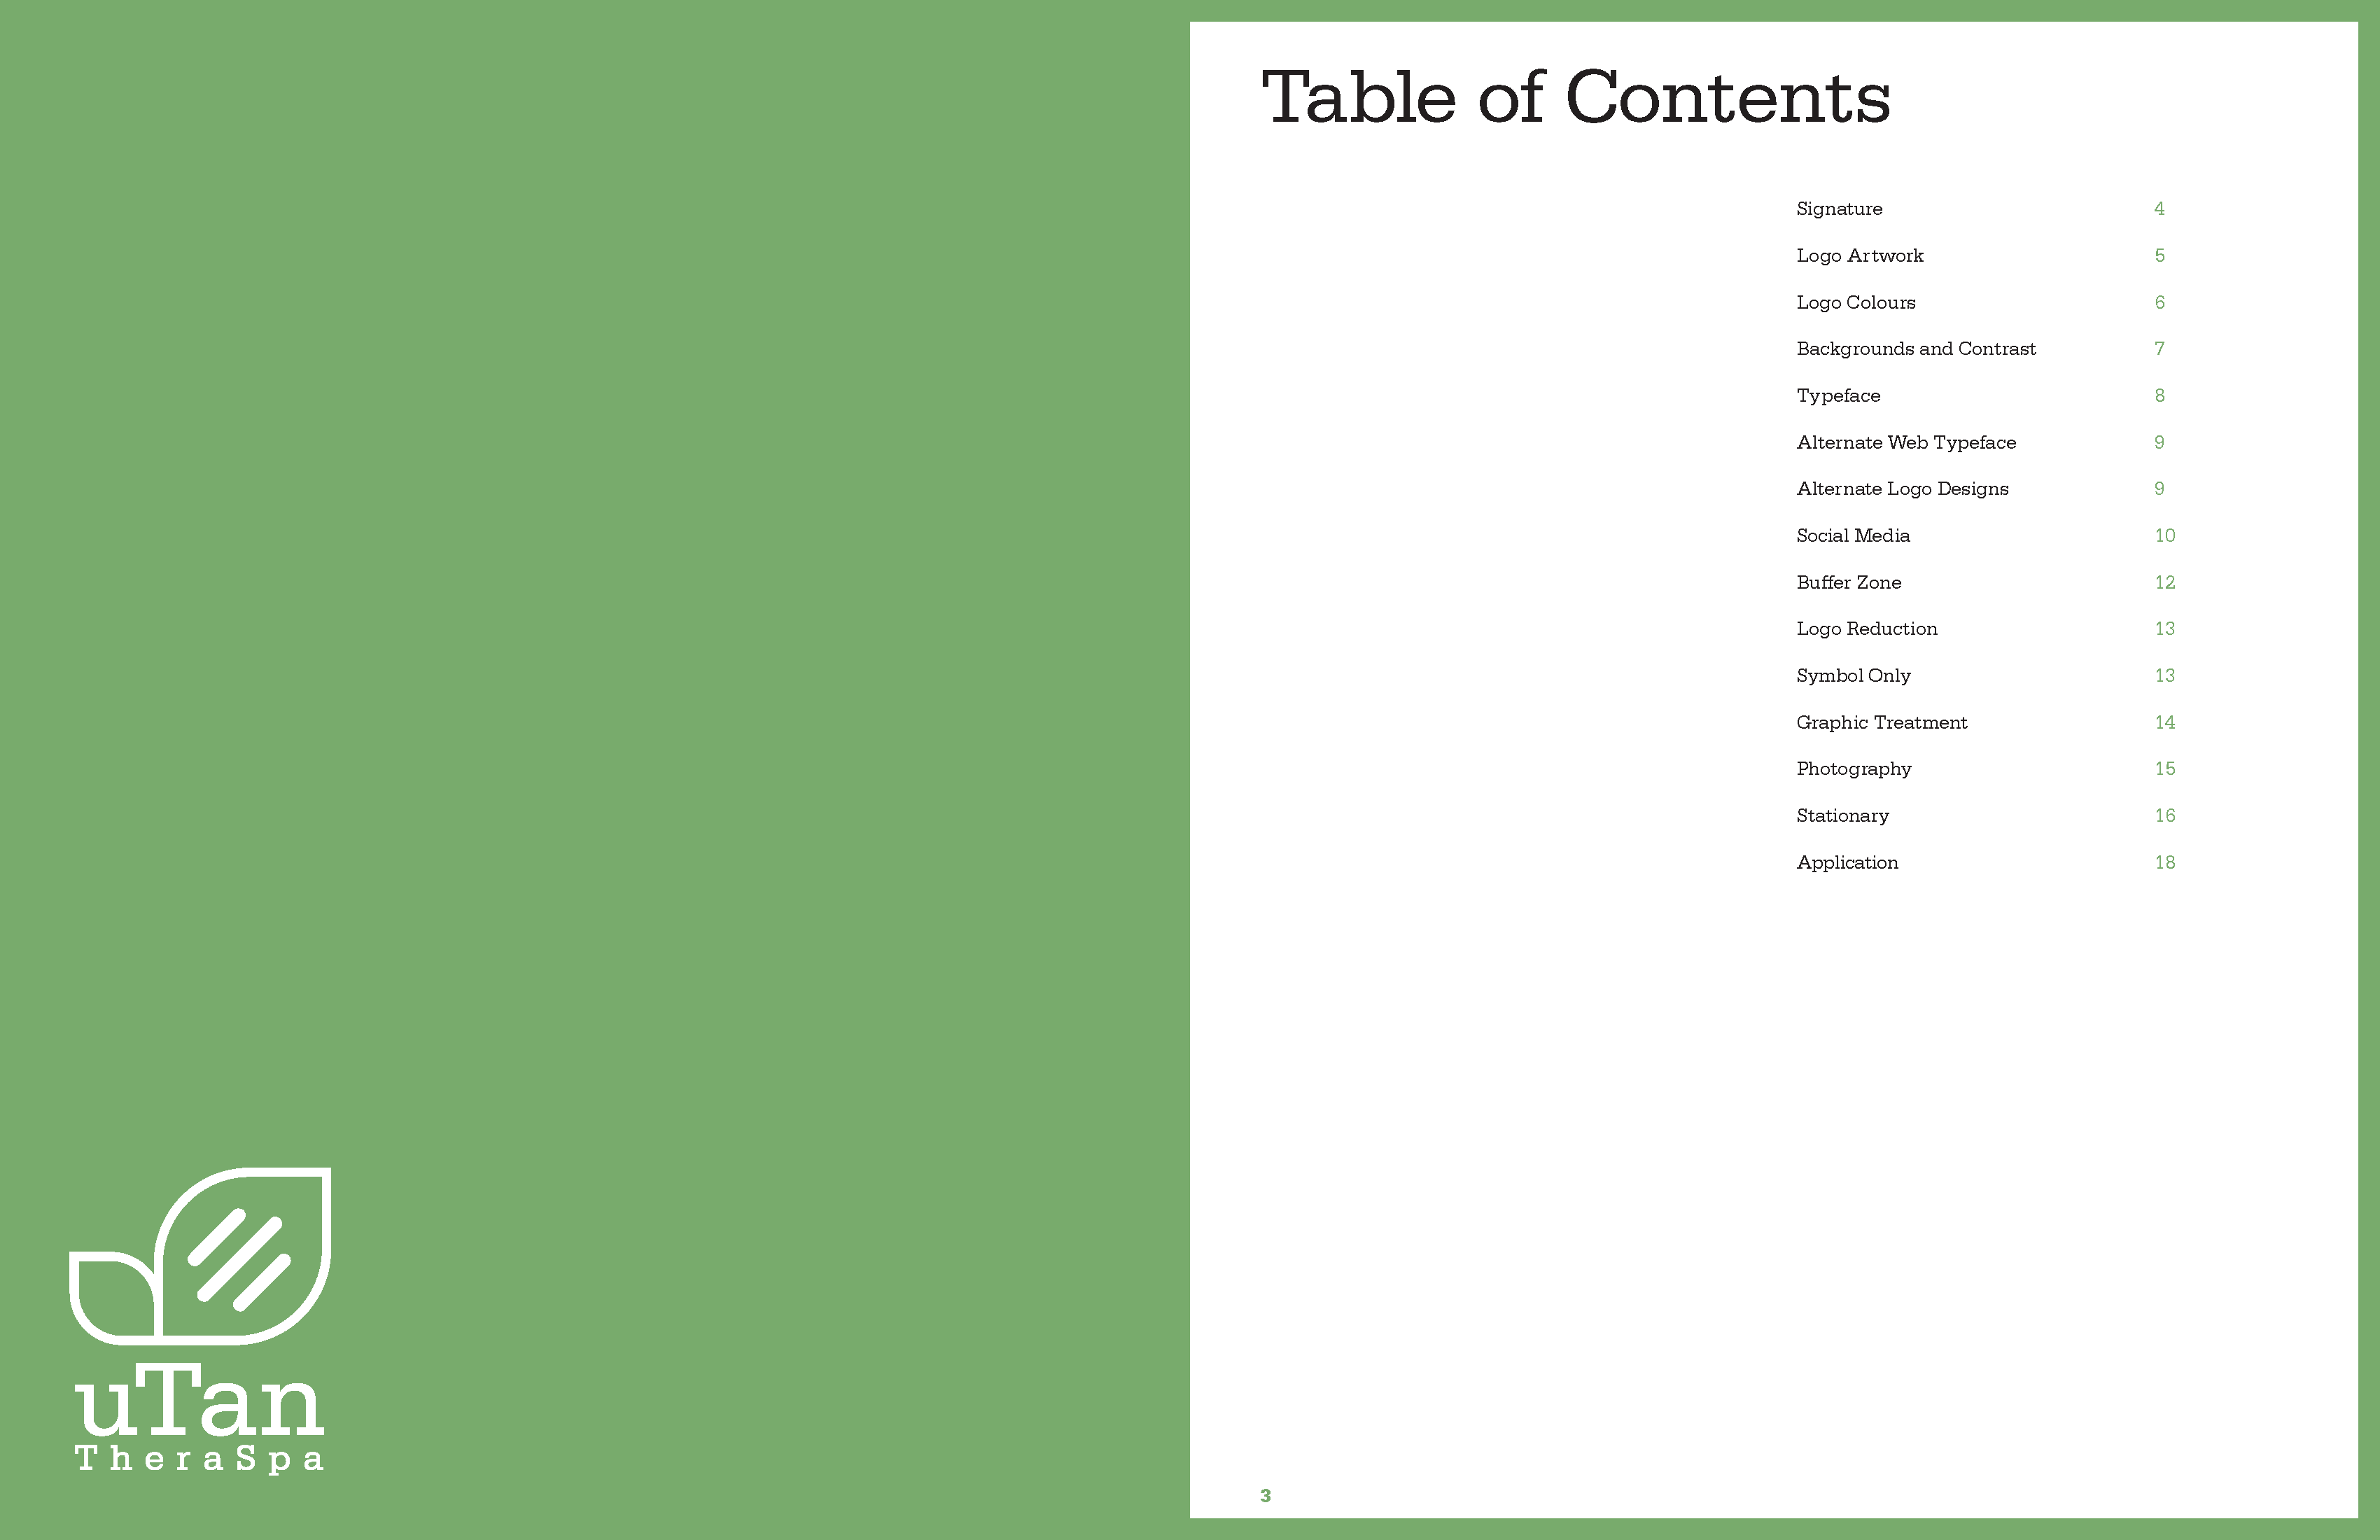 uTan
TheraSpa
Table of Contents
Signature 4
Logo Artwork 5
Logo Colours 6
Backgrounds and Contrast 7
Typeface 8
Alternate Web Typeface 9
Alternate Logo Designs 9
Social Media 10
Buffer Zone 12
Logo Reduction 13
Symbol Only 13
Graphic Treatment 14
Photography 15
Stationary 16
Application 18
3